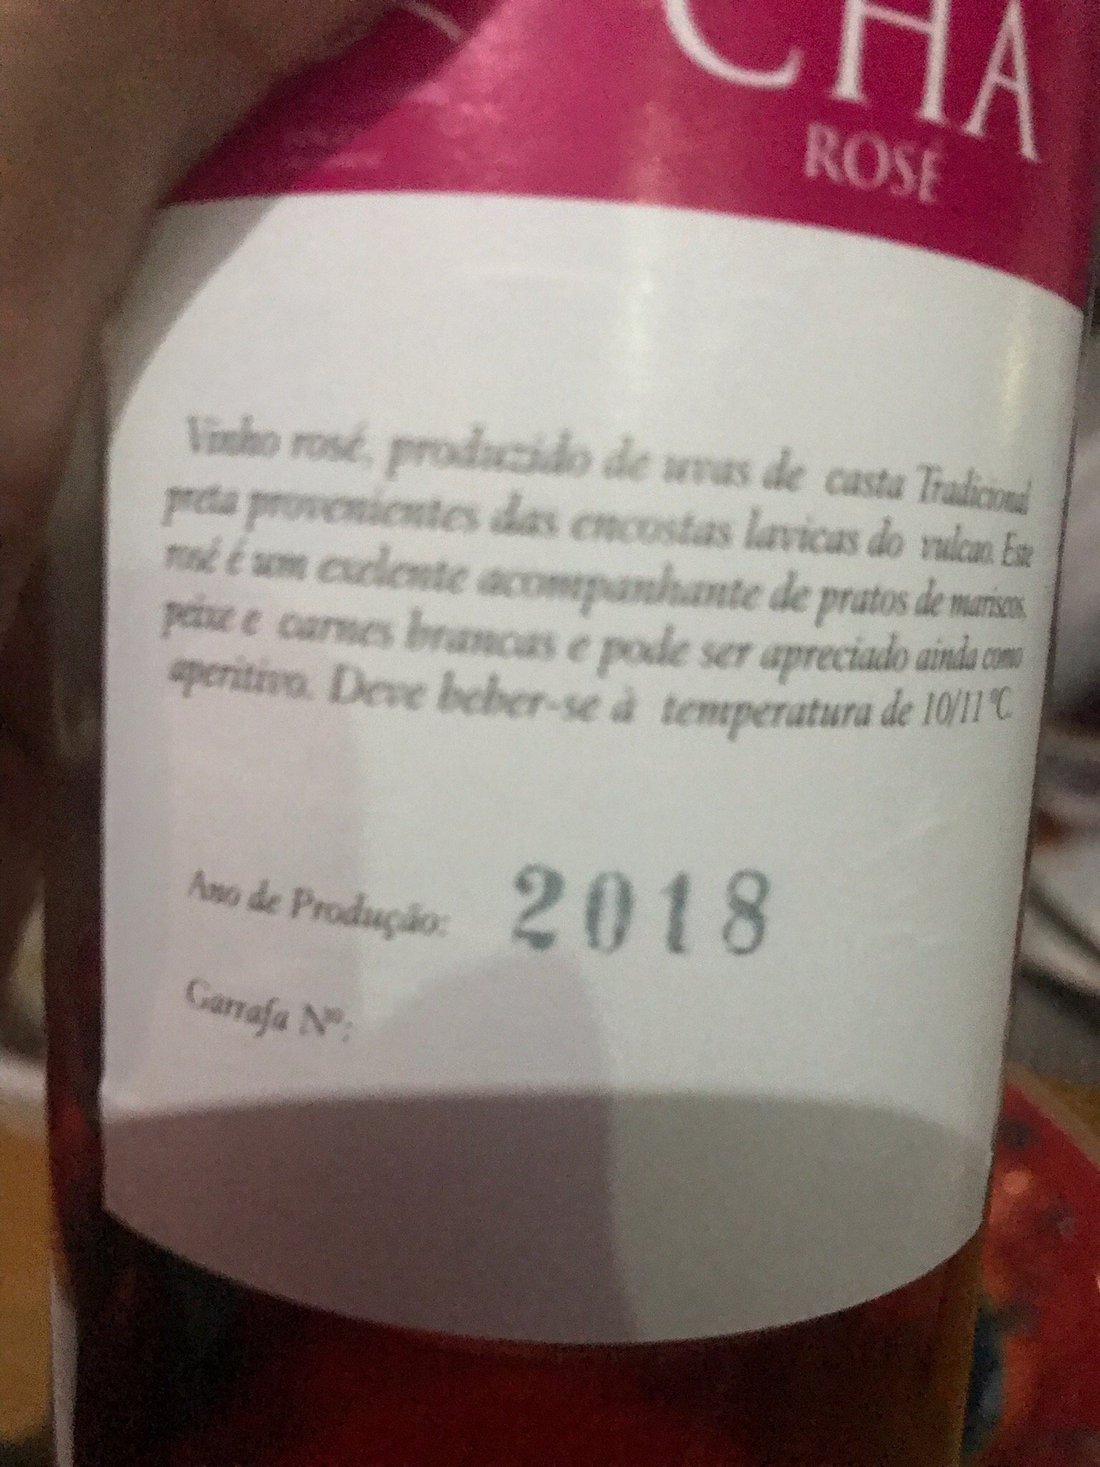 CHA
ROSÉ
Vinho rosé, produzido de uvas de casta Tradicional
preta provenientes das encostas lavicas do vulcao. Este
rosé é um exelente acompanhante de pratos de mariscos,
peixe e carnes brancas e pode ser apreciado ainda como
aperitivo. Deve beber-se à temperatura de 10/11 ºC
Ano de Produção: 2018
Garrafa Nº: